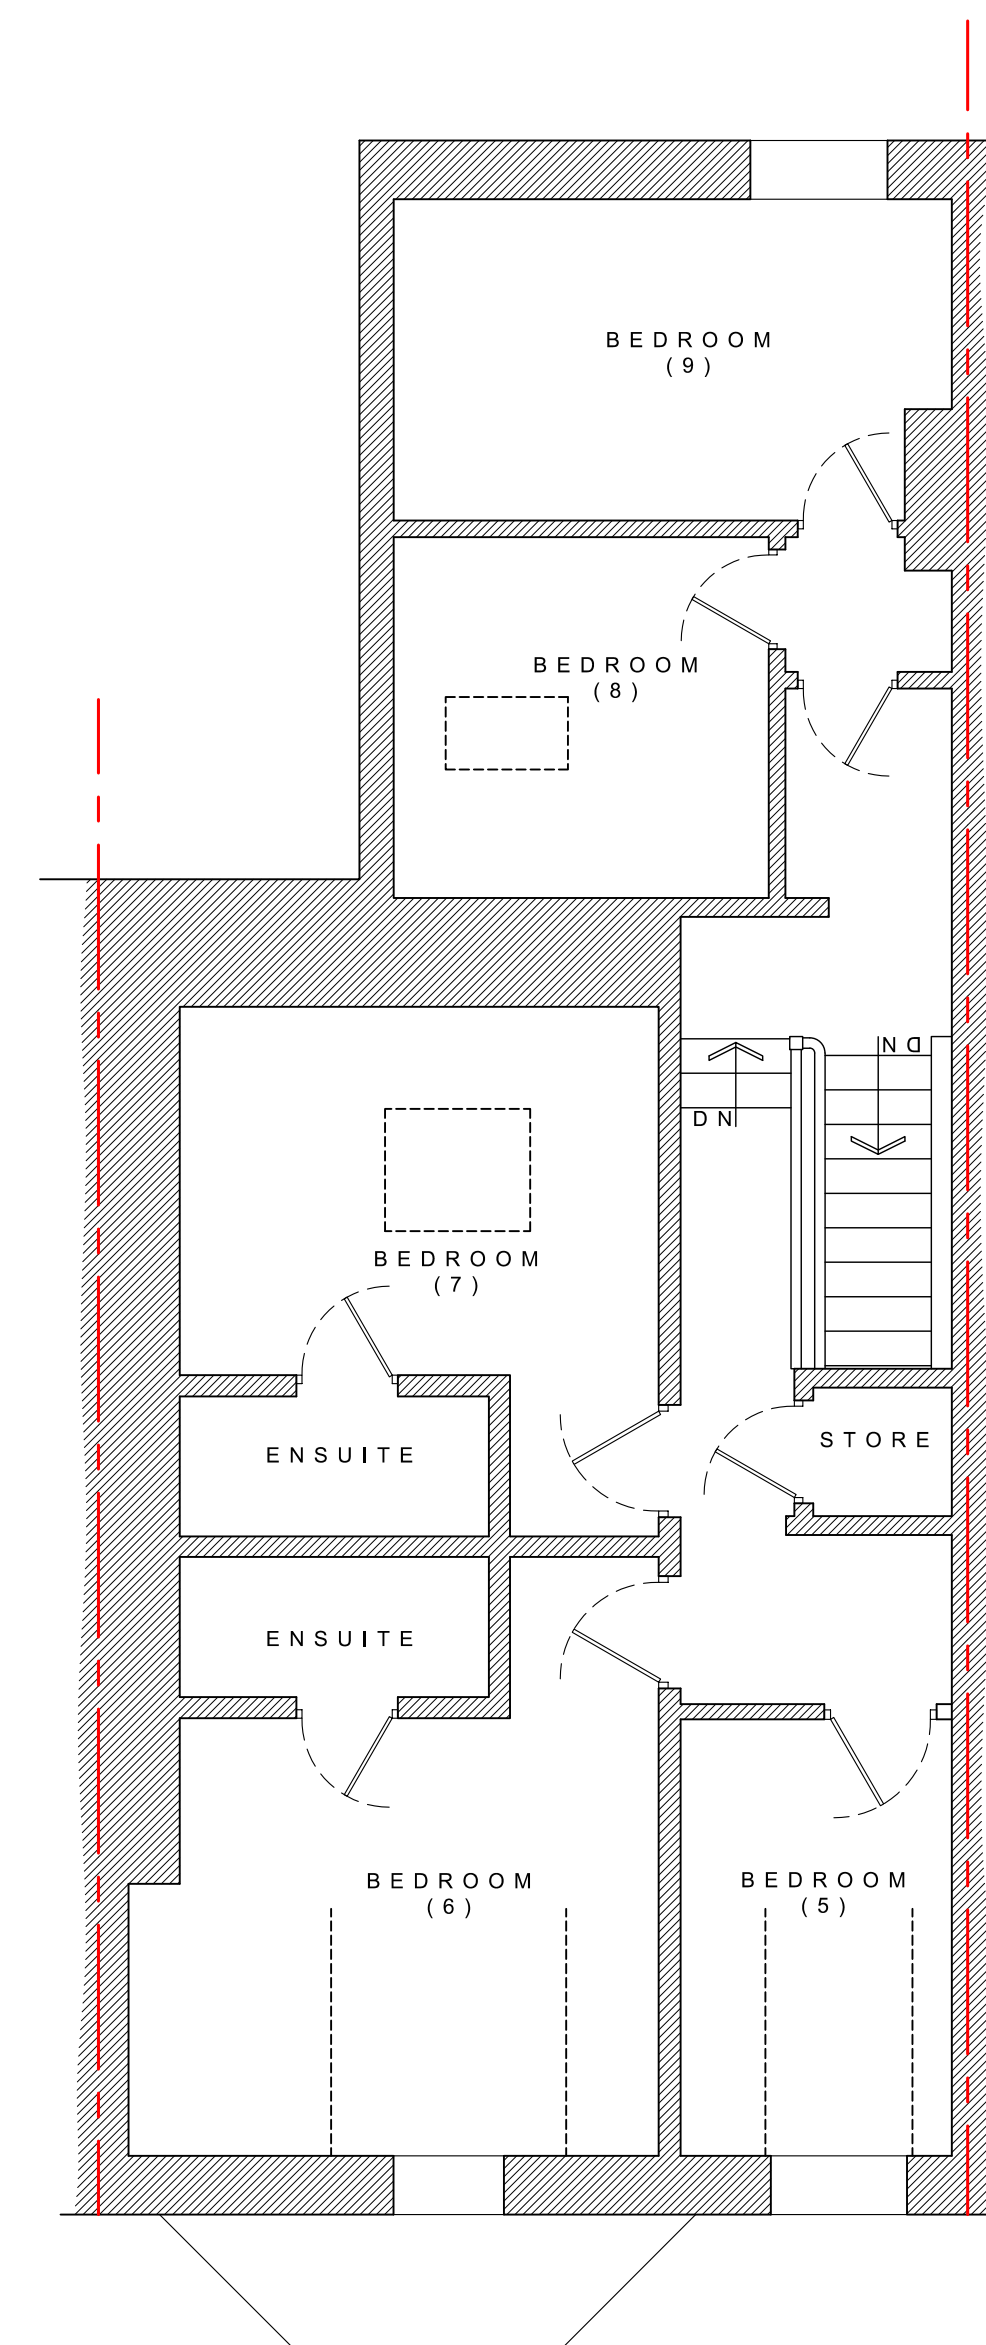 BEDROOM
(9)
BEDROOM
(8)
DN
DN
BEDROOM
(7)
STORE
ENSUITE
ENSUITE
BEDROOM
(6)
BEDROOM
(5)